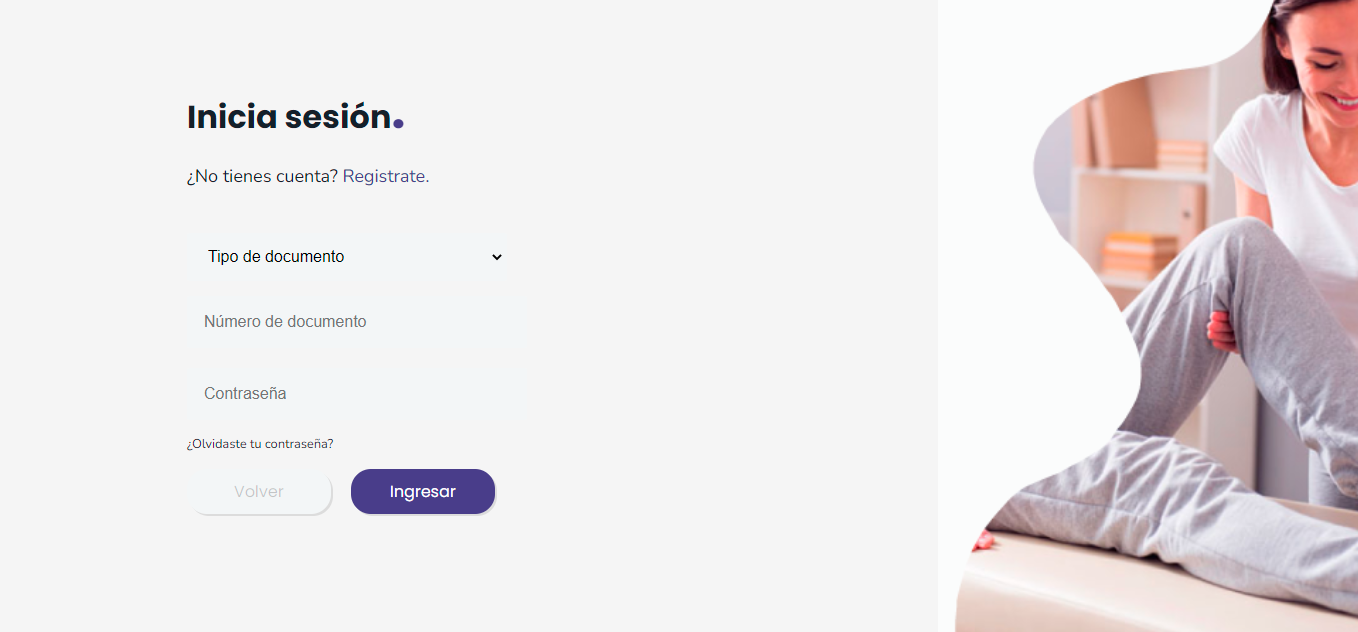 Inicia sesión.
¿No tienes cuenta? Registrate.
Tipo de documento
Número de documento
Contraseña
¿Olvidaste tu contraseña?
Volver
Ingresar